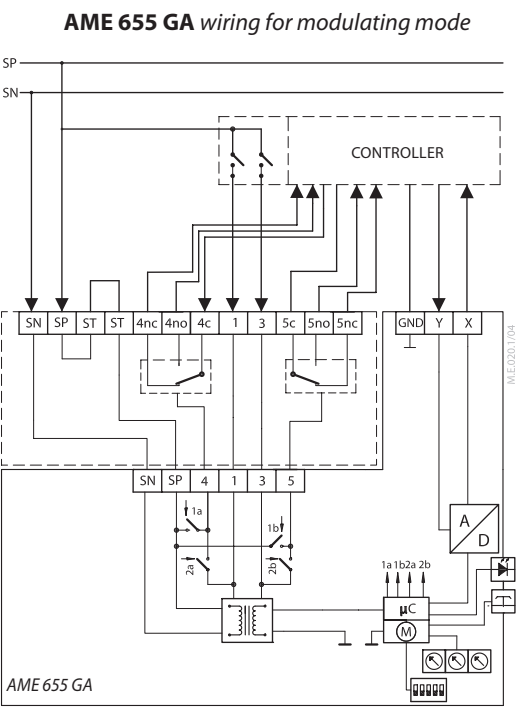 AME 655 GA wiring for modulating mode
SP
SN
CONTROLLER
SN SP ST ST 4nc 4no 4c 1 3 5c 5no 5nc GND Y X
M.E.020.1/04
SN SP 4 1 3 5
1a
1b
2a
2b
A
D
1a 1b 2a 2b
µC
M
AME 655 GA